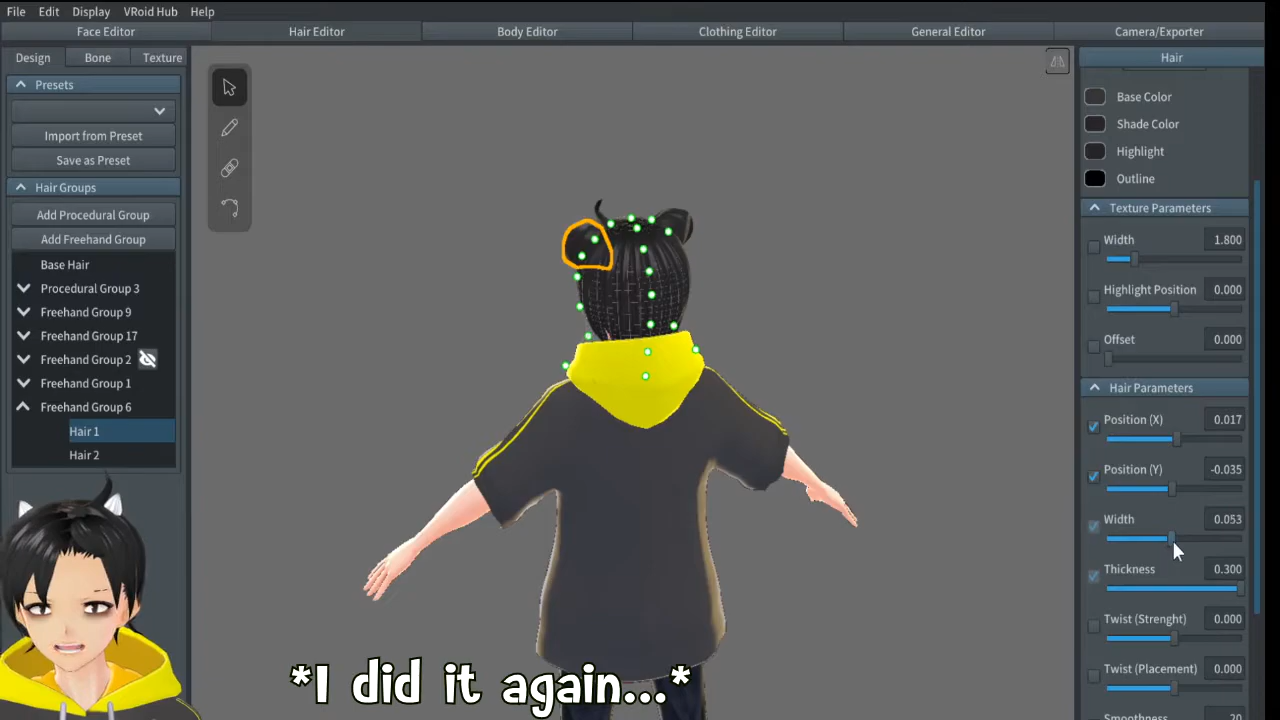 File Edit Display VRoid Hub Help
Face Editor Hair Editor Body Editor Clothing Editor General Editor Camera/Exporter
Design Bone Texture
Presets
Import from Preset
Save as Preset
Hair Groups
Add Procedural Group
Add Freehand Group
Base Hair
Procedural Group 3
Freehand Group 9
Freehand Group 17
Freehand Group 2
Freehand Group 1
Freehand Group 6
Hair 1
Hair 2
Hair
Base Color
Shade Color
Highlight
Outline
Texture Parameters
Width 1.800
Highlight Position 0.000
Offset 0.000
Hair Parameters
Position (X) 0.017
Position (Y) -0.035
Width 0.053
Thickness 0.300
Twist (Strenght) 0.000
Twist (Placement) 0.000
Smoothness 20
*I did it again...*